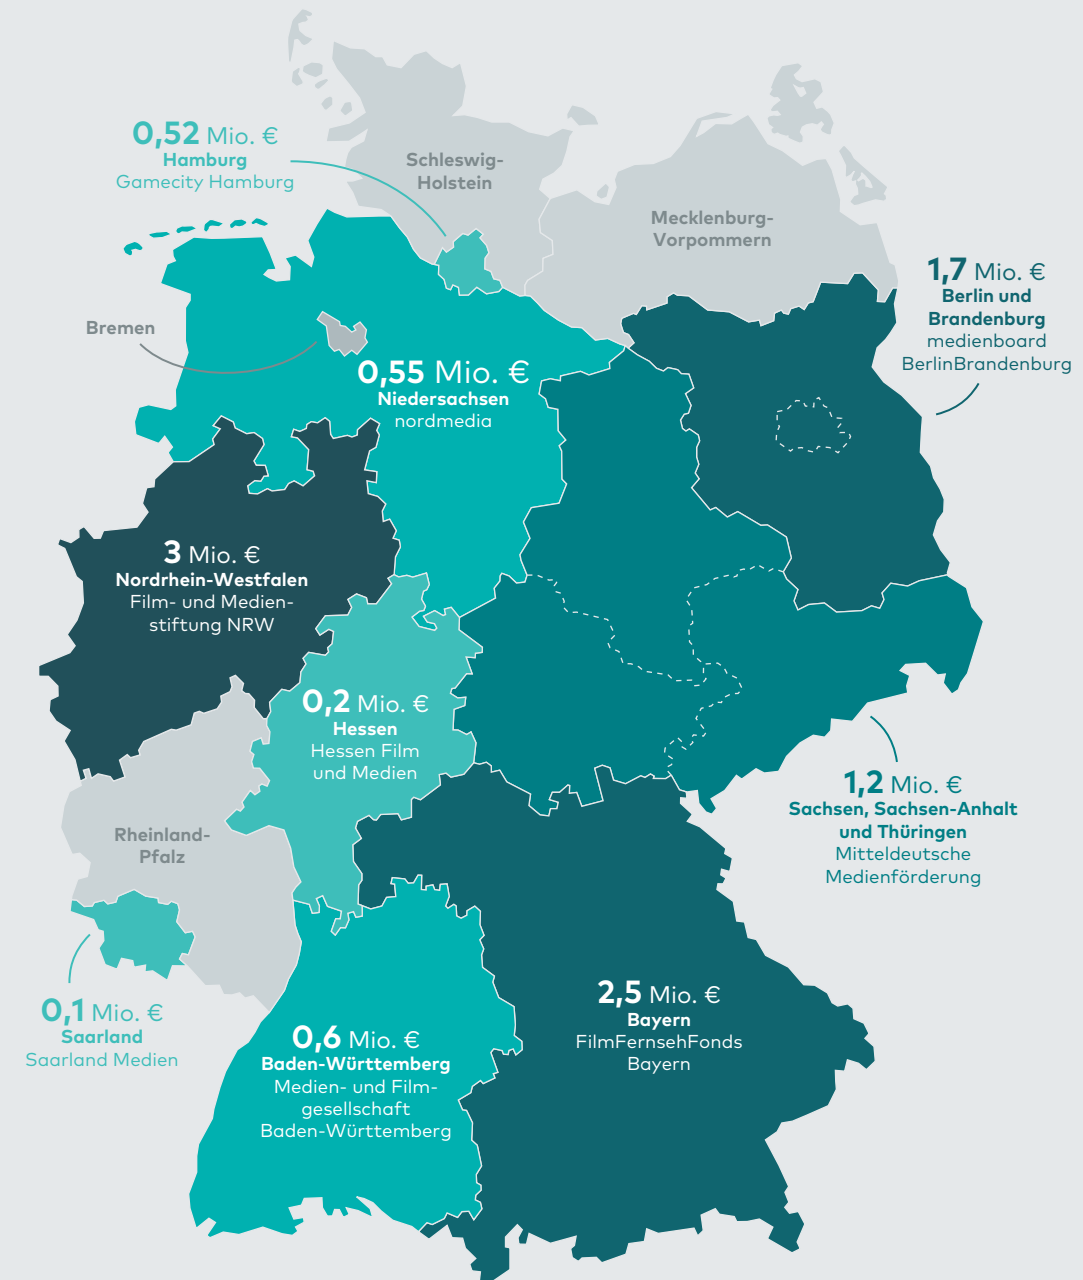 0,52 Mio. €
Hamburg
Gamecity Hamburg
Schleswig-
Holstein
Mecklenburg-
Vorpommern
1,7 Mio. €
Berlin und
Brandenburg
medienboard
BerlinBrandenburg
Bremen
0,55 Mio. €
Niedersachsen
nordmedia
3 Mio. €
Nordrhein-Westfalen
Film- und Medien-
stiftung NRW
0,2 Mio. €
Hessen
Hessen Film
und Medien
1,2 Mio. €
Sachsen, Sachsen-Anhalt
und Thüringen
Mitteldeutsche
Medienförderung
Rheinland-
Pfalz
0,1 Mio. €
Saarland
Saarland Medien
0,6 Mio. €
Baden-Württemberg
Medien- und Film-
gesellschaft
Baden-Württemberg
2,5 Mio. €
Bayern
FilmFernsehFonds
Bayern